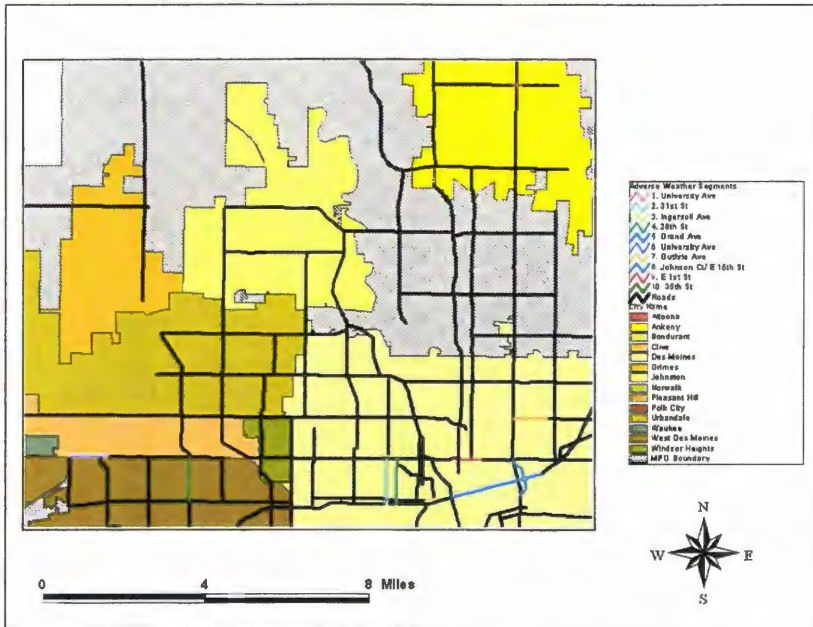 Adverse Weather Segments
1. University Ave
2. 31st St
3. Ingersoll Ave
4. 28th St
5. Grand Ave
6. University Ave
7. Guthrie Ave
8. Johnson Ct/ E 15th St
9. E 1st St
10. 35th St
Roads
City Name
Altoona
Ankeny
Bondurant
Clive
Des Moines
Grimes
Johnston
Norwalk
Pleasant Hill
Polk City
Urbandale
Waukee
West Des Moines
Windsor Heights
MPO Boundary
N
W E
S
0 4 8 Miles